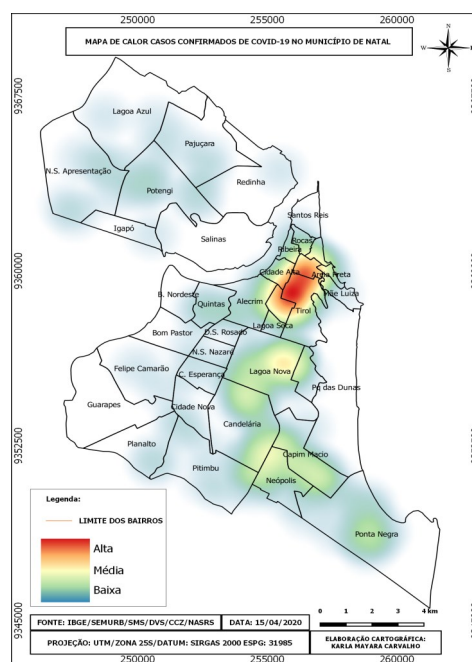 250000 255000 260000
MAPA DE CALOR CASOS CONFIRMADOS DE COVID-19 NO MUNICÍPIO DE NATAL
N
W E
S
9367500
Lagoa Azul
Pajuçara
N.S. Apresentação
Potengi
Redinha
Igapó
Salinas
Santos Reis
Rocas
Ribeira
9360000
Cidade Alta
Areia Preta
Mãe Luiza
B. Nordeste
Quintas
Alecrim
Tirol
Bom Pastor
D.S. Rosado
Lagoa Seca
N.S. Nazaré
Felipe Camarão
C. Esperança
Lagoa Nova
Pq das Dunas
Guarapes
Cidade Nova
Candelária
9352500
Planalto
Pitimbu
Capim Macio
Neópolis
Ponta Negra
Legenda:
LIMITE DOS BAIRROS
Alta
Média
Baixa
0 1 2 3 4 km
9345000
FONTE: IBGE/SEMURB/SMS/DVS/CCZ/NASRS
DATA: 15/04/2020
PROJEÇÃO: UTM/ZONA 25S/DATUM: SIRGAS 2000 ESPG: 31985
ELABORAÇÃO CARTOGRÁFICA:
KARLA MAYARA CARVALHO
250000 255000 260000